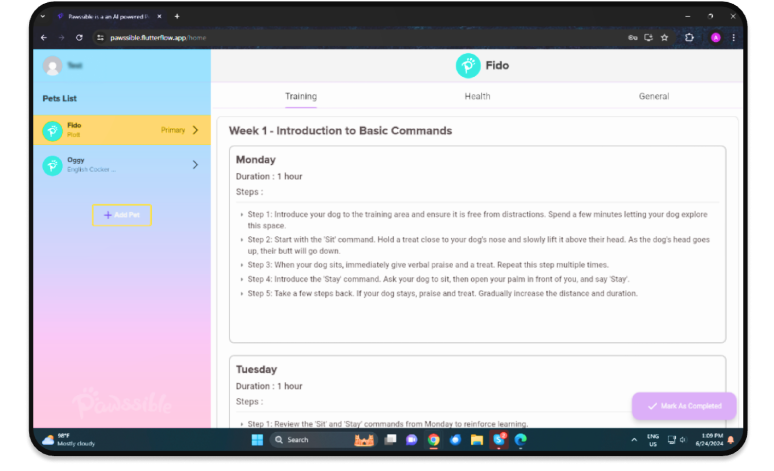 Pawssible is a an AI powered
pawssible.flutterflow.app/home
Pets List
Fido
Primary
Oggy
English Cocker ...
+ Add Pet
Pawssible
Fido
Training
Health
General
Week 1 - Introduction to Basic Commands
Monday
Duration : 1 hour
Steps :
Step 1: Introduce your dog to the training area and ensure it is free from distractions. Spend a few minutes letting your dog explore
this space.
Step 2: Start with the 'Sit' command. Hold a treat close to your dog's nose and slowly lift it above their head. As the dog's head goes
up, their butt will go down.
Step 3: When your dog sits, immediately give verbal praise and a treat. Repeat this step multiple times.
Step 4: Introduce the 'Stay' command. Ask your dog to sit, then open your palm in front of you, and say 'Stay'.
Step 5: Take a few steps back. If your dog stays, praise and treat. Gradually increase the distance and duration.
Tuesday
Duration : 1 hour
Steps :
Step 1: Review the 'Sit' and 'Stay' commands from Monday to reinforce learning.
Mark As Completed
98°F
Mostly cloudy
Search
ENG
US
1:09 PM
6/24/2024